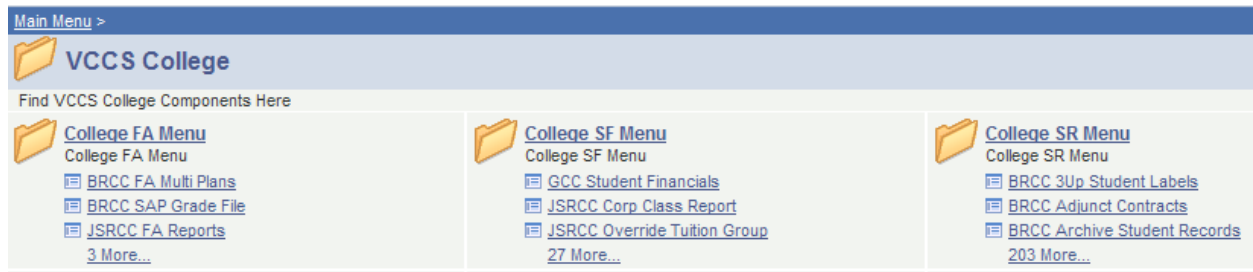 Main Menu >
VCCS College
Find VCCS College Components Here
College FA Menu
College FA Menu
BRCC FA Multi Plans
BRCC SAP Grade File
JSRCC FA Reports
3 More...
College SF Menu
College SF Menu
GCC Student Financials
JSRCC Corp Class Report
JSRCC Override Tuition Group
27 More...
College SR Menu
College SR Menu
BRCC 3Up Student Labels
BRCC Adjunct Contracts
BRCC Archive Student Records
203 More...